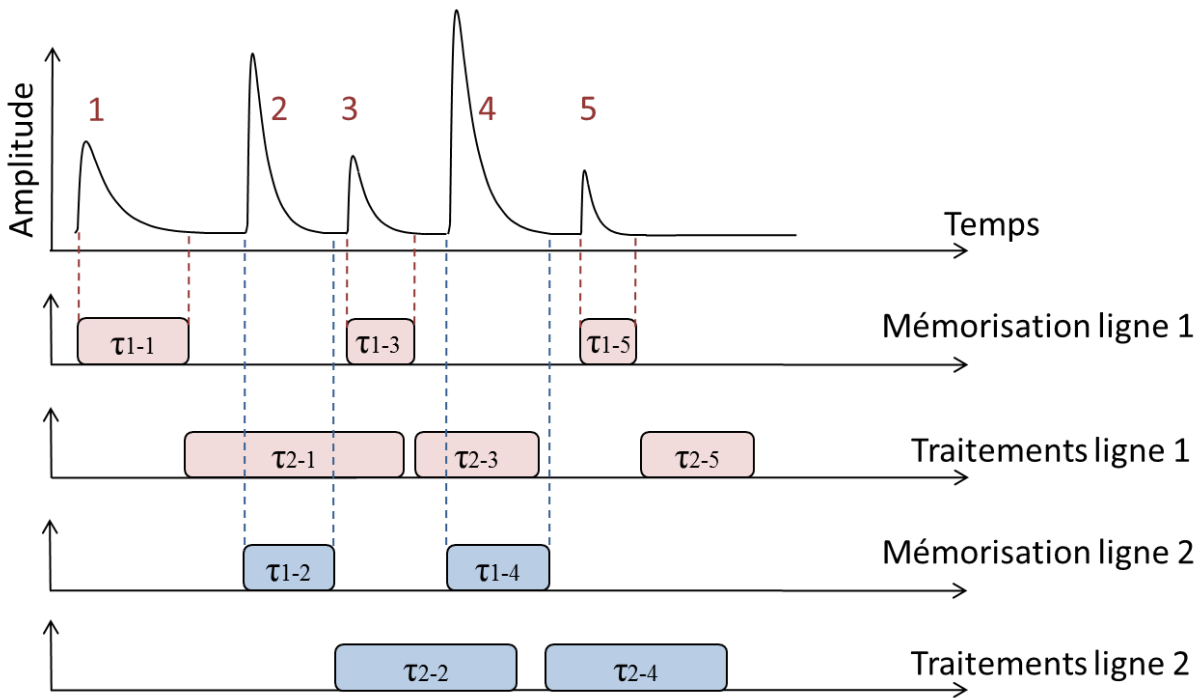 Amplitude
1 2 3 4 5
Temps
τ1-1 τ1-3 τ1-5 Mémorisation ligne 1
τ2-1 τ2-3 τ2-5 Traitements ligne 1
τ1-2 τ1-4 Mémorisation ligne 2
τ2-2 τ2-4 Traitements ligne 2